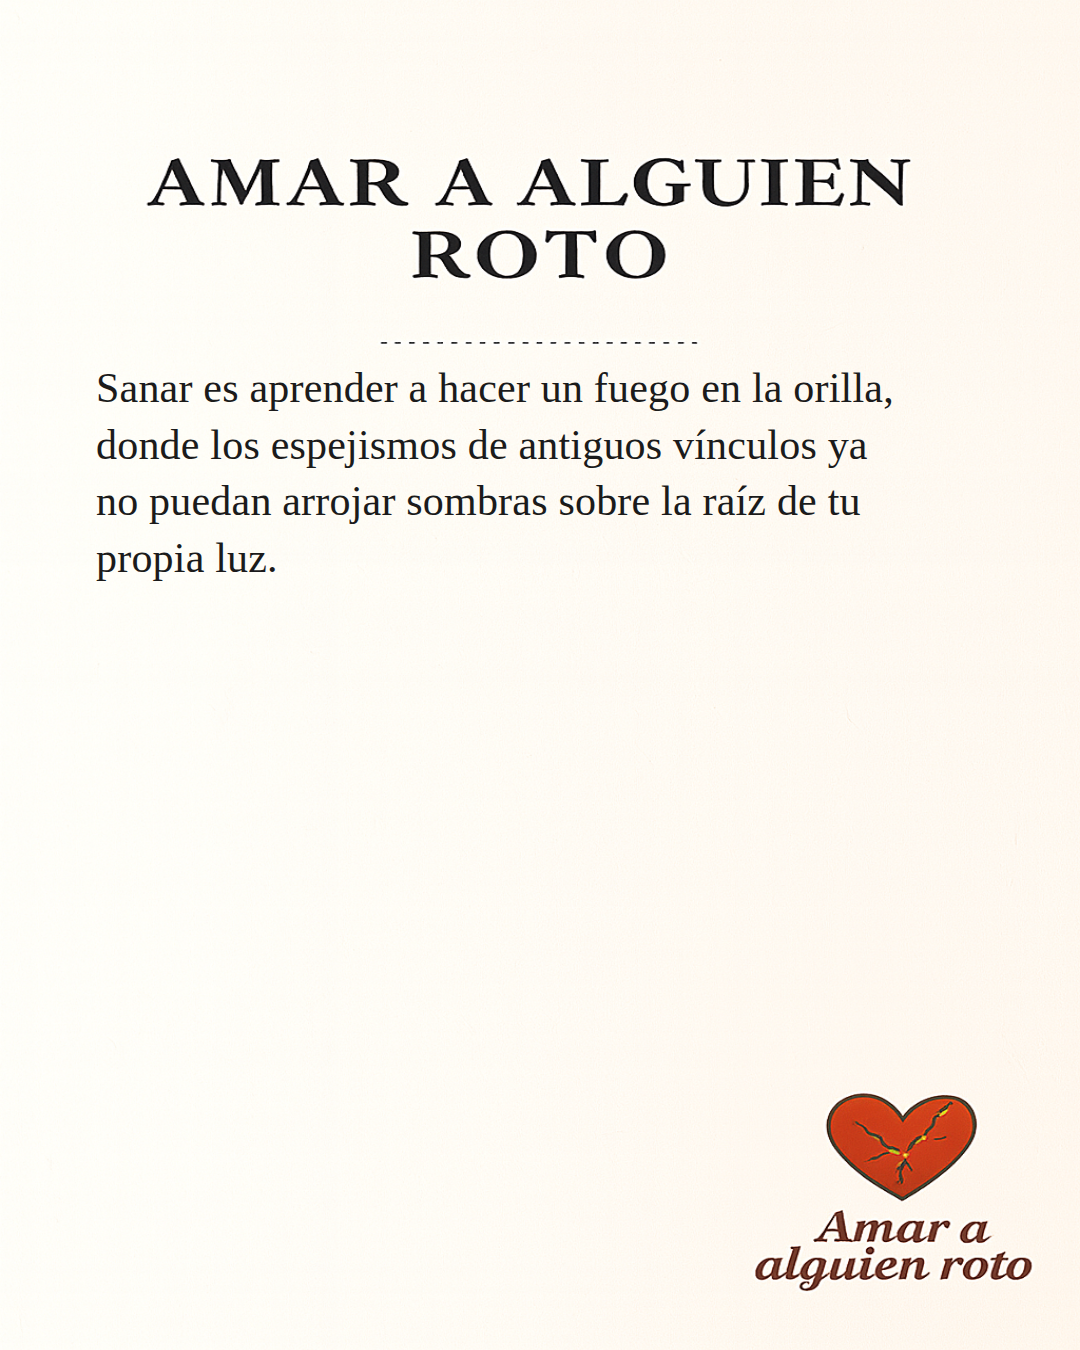 AMAR A ALGUIEN
ROTO
----------------------
Sanar es aprender a hacer un fuego en la orilla,
donde los espejismos de antiguos vínculos ya
no puedan arrojar sombras sobre la raíz de tu
propia luz.
Amar a
alguien roto